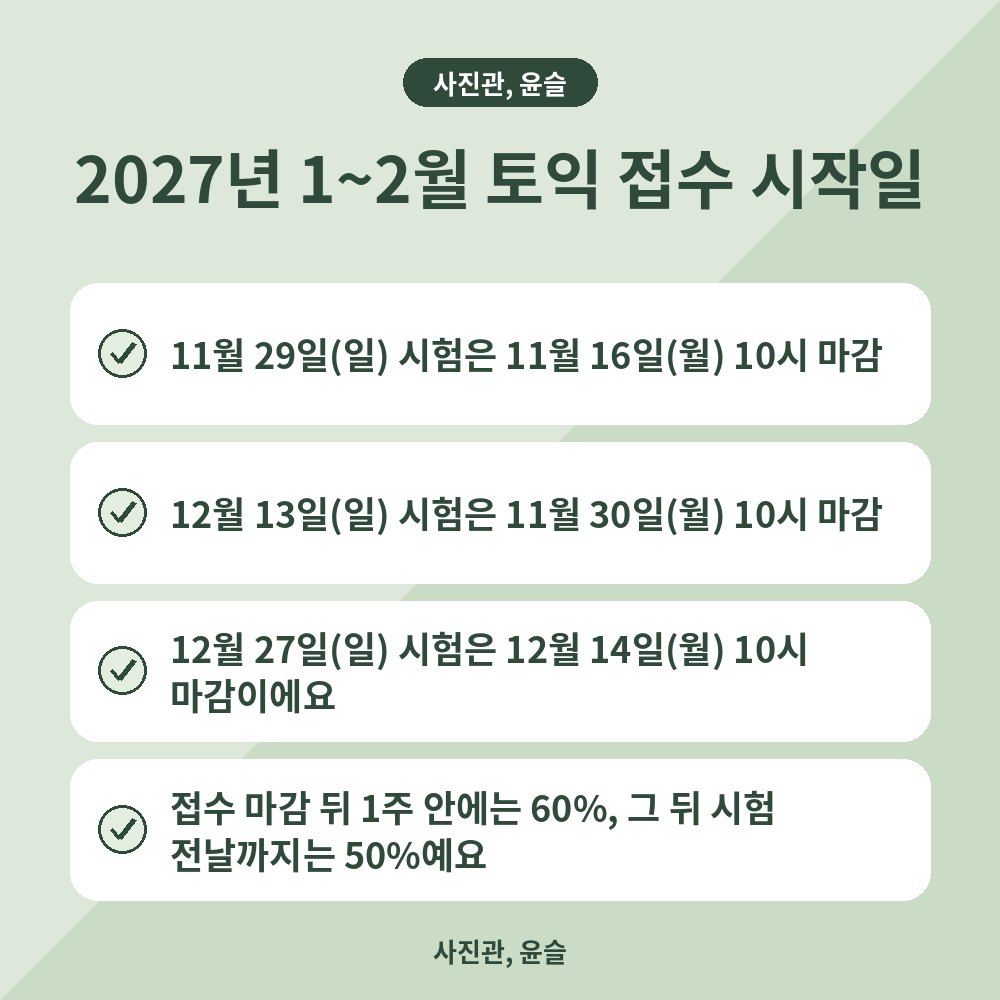 사진관, 윤슬
2027년 1~2월 토익 접수 시작일
11월 29일(일) 시험은 11월 16일(월) 10시 마감
12월 13일(일) 시험은 11월 30일(월) 10시 마감
12월 27일(일) 시험은 12월 14일(월) 10시
마감이에요
접수 마감 뒤 1주 안에는 60%, 그 뒤 시험
전날까지는 50%예요
사진관, 윤슬